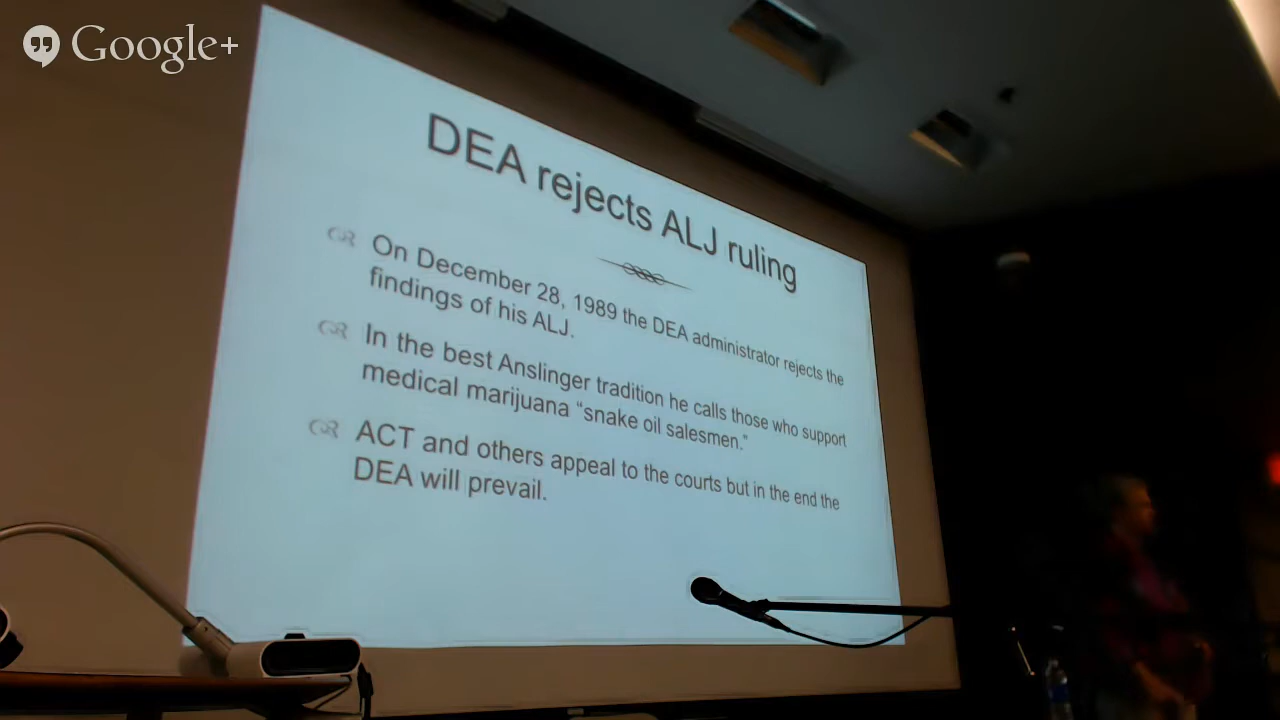 Google+
DEA rejects ALJ ruling
On December 28, 1989 the DEA administrator rejects the
findings of his ALJ.
In the best Anslinger tradition he calls those who support
medical marijuana “snake oil salesmen.”
ACT and others appeal to the courts but in the end the
DEA will prevail.